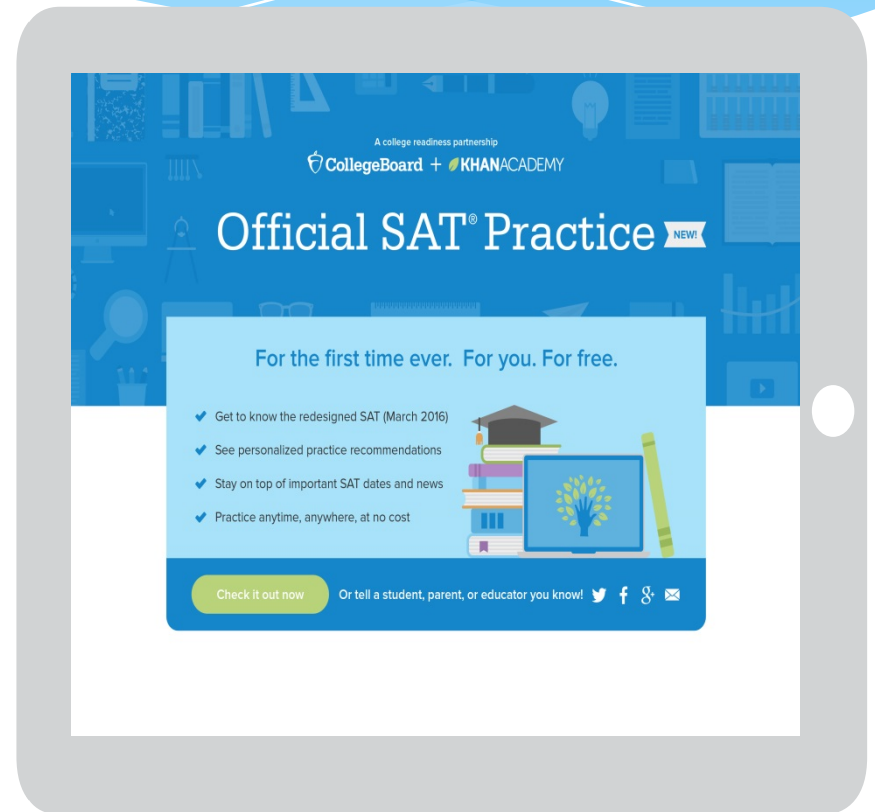 A college readiness partnership
CollegeBoard + KHANACADEMY
Official SAT® Practice NEW!
For the first time ever. For you. For free.
Get to know the redesigned SAT (March 2016)
See personalized practice recommendations
Stay on top of important SAT dates and news
Practice anytime, anywhere, at no cost
Check it out now Or tell a student, parent, or educator you know!